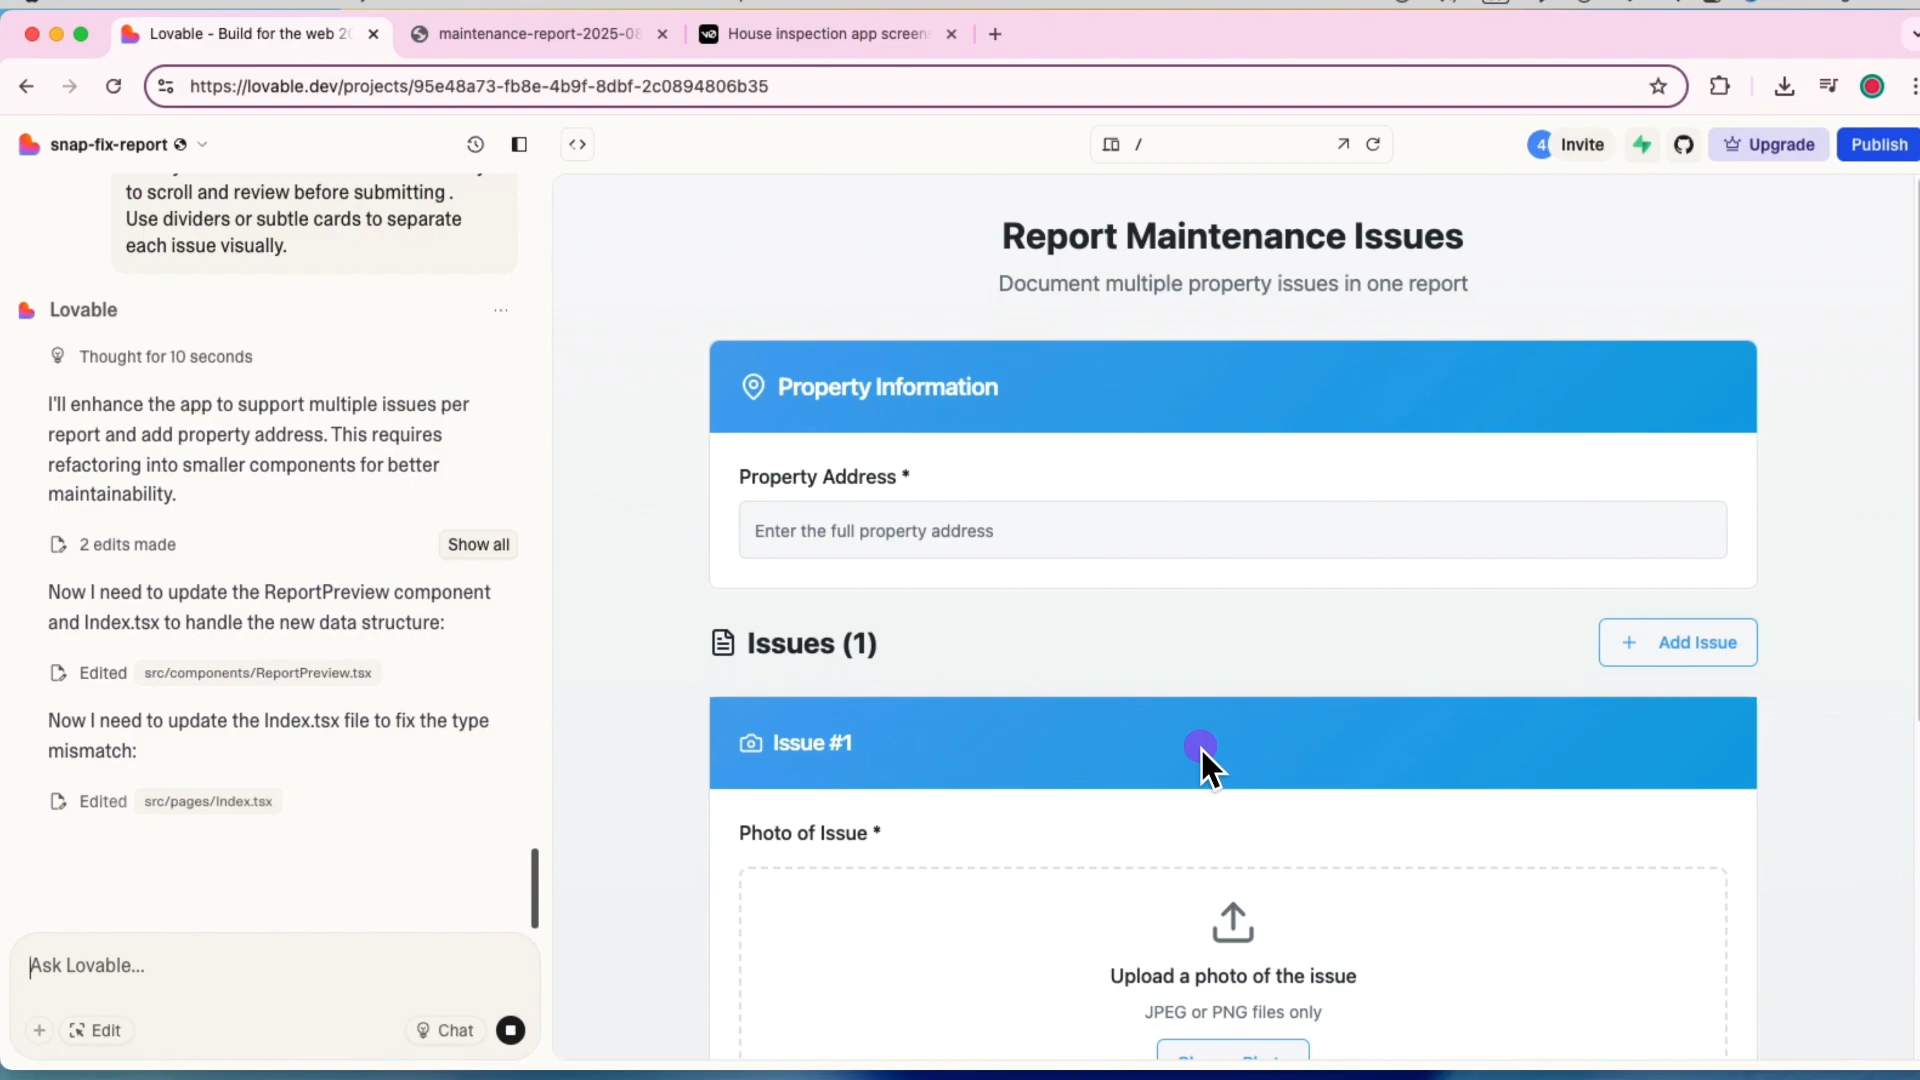 Lovable - Build for the web 20
maintenance-report-2025-08
House inspection app screen
https://lovable.dev/projects/95e48a73-fb8e-4b9f-8dbf-2c0894806b35
snap-fix-report
/
4
Invite
Upgrade
Publish
to scroll and review before submitting .
Use dividers or subtle cards to separate
each issue visually.
Lovable
Thought for 10 seconds
I'll enhance the app to support multiple issues per
report and add property address. This requires
refactoring into smaller components for better
maintainability.
2 edits made
Show all
Now I need to update the ReportPreview component
and Index.tsx to handle the new data structure:
Edited src/components/ReportPreview.tsx
Now I need to update the Index.tsx file to fix the type
mismatch:
Edited src/pages/Index.tsx
Ask Lovable...
Edit
Chat
Report Maintenance Issues
Document multiple property issues in one report
Property Information
Property Address *
Enter the full property address
Issues (1)
+ Add Issue
Issue #1
Photo of Issue *
Upload a photo of the issue
JPEG or PNG files only